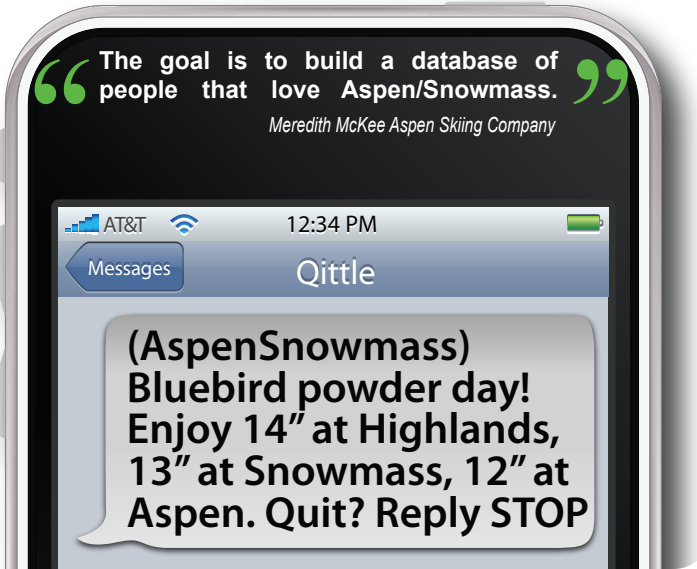 “The goal is to build a database of
people that love Aspen/Snowmass.”
Meredith McKee Aspen Skiing Company
AT&T 12:34 PM
Messages Qittle
(AspenSnowmass)
Bluebird powder day!
Enjoy 14” at Highlands,
13” at Snowmass, 12” at
Aspen. Quit? Reply STOP